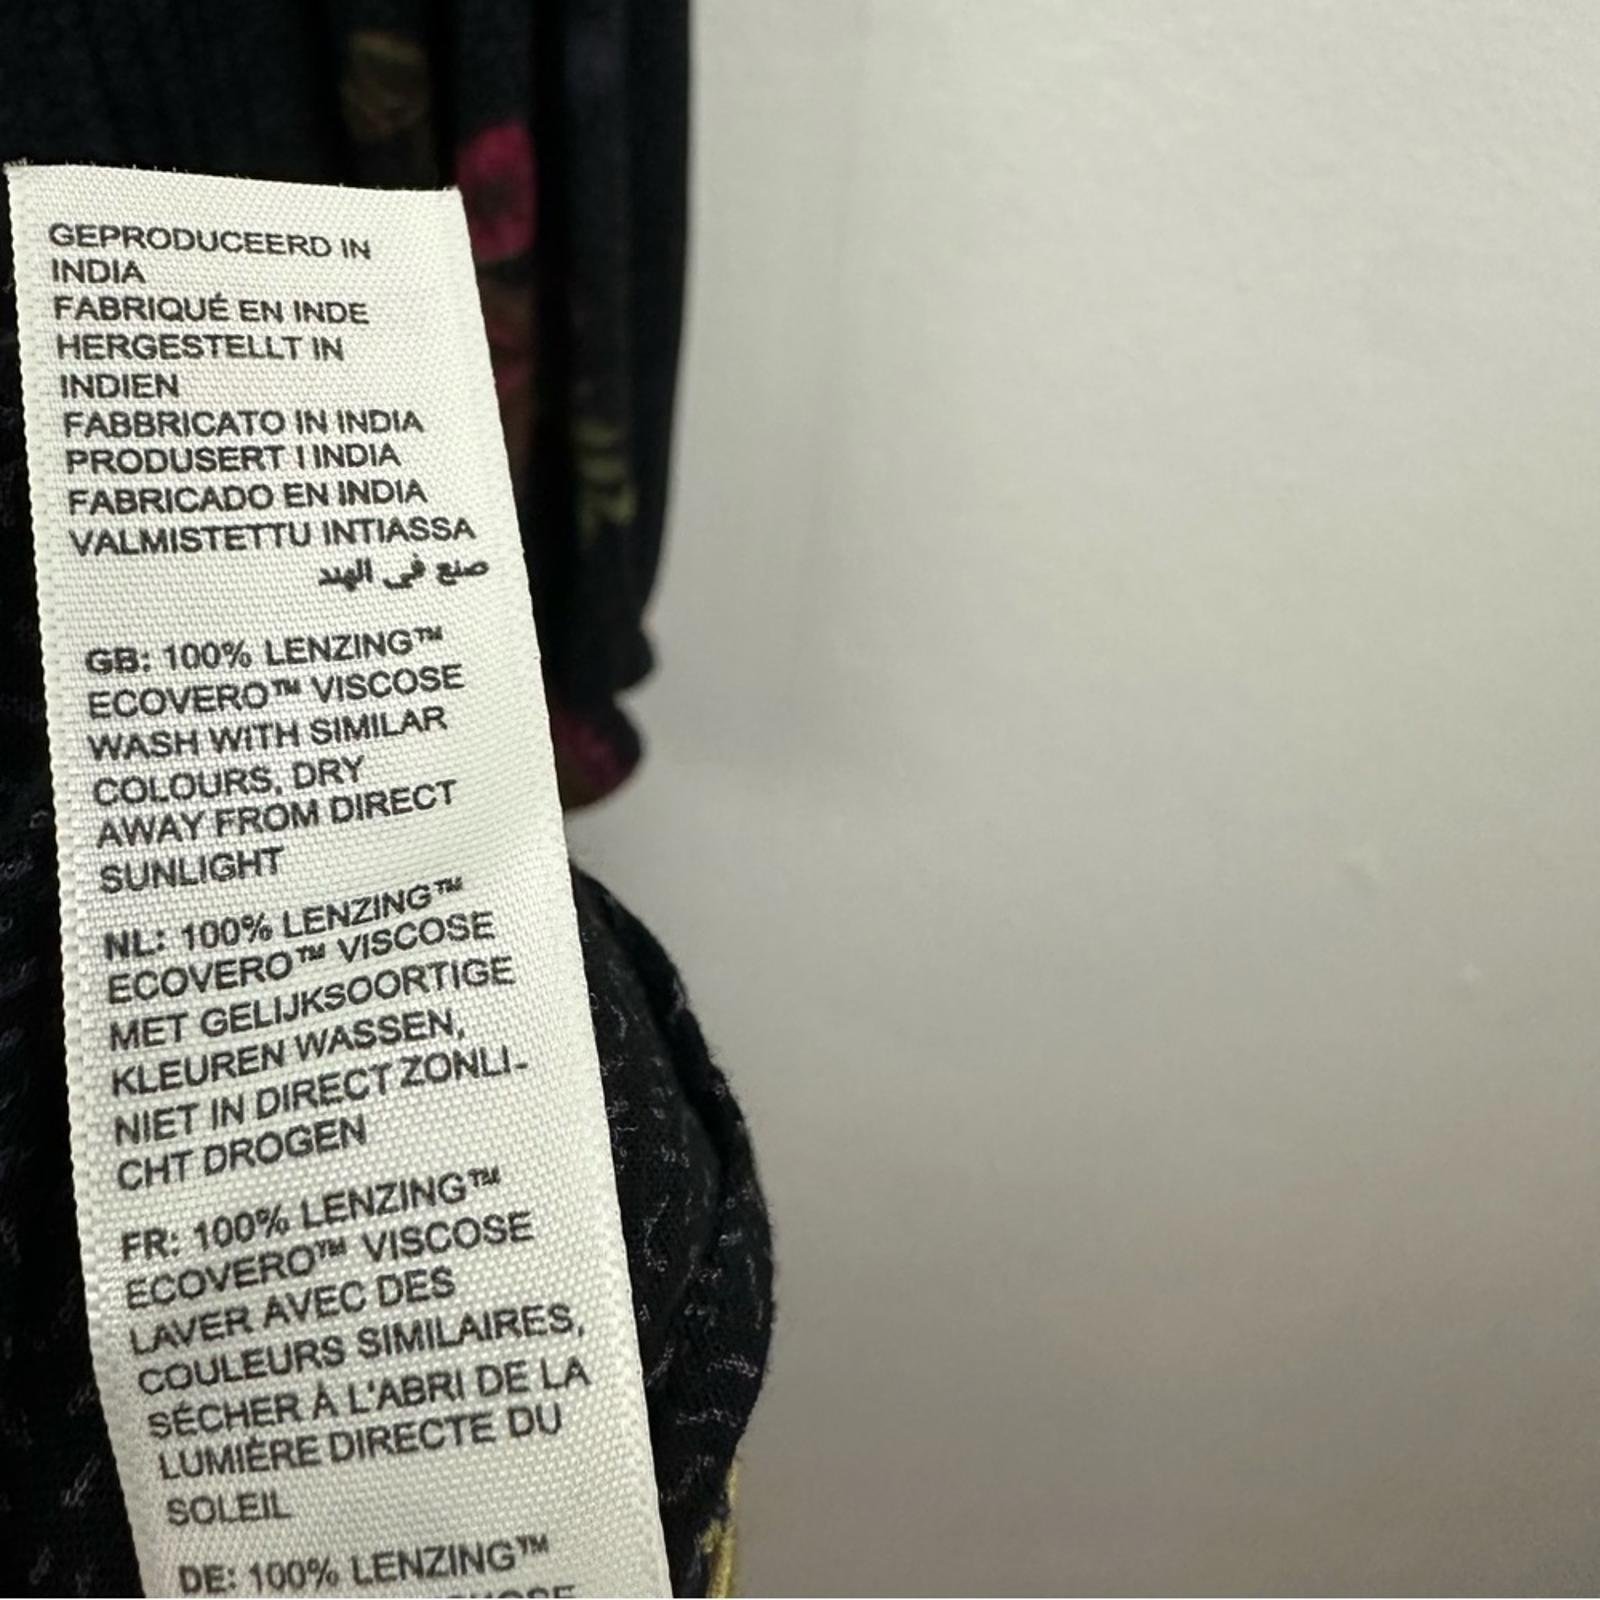 GEPRODUCEERD IN
INDIA
FABRIQUÉ EN INDE
HERGESTELLT IN
INDIEN
FABBRICATO IN INDIA
PRODUSERT I INDIA
FABRICADO EN INDIA
VALMISTETTU INTIASSA
صنع في الهند
GB: 100% LENZING™
ECOVERO™ VISCOSE
WASH WITH SIMILAR
COLOURS, DRY
AWAY FROM DIRECT
SUNLIGHT
NL: 100% LENZING™
ECOVERO™ VISCOSE
MET GELIJKSOORTIGE
KLEUREN WASSEN,
NIET IN DIRECT ZONLI-
CHT DROGEN
FR: 100% LENZING™
ECOVERO™ VISCOSE
LAVER AVEC DES
COULEURS SIMILAIRES,
SÉCHER À L'ABRI DE LA
LUMIÈRE DIRECTE DU
SOLEIL
DE: 100% LENZING™